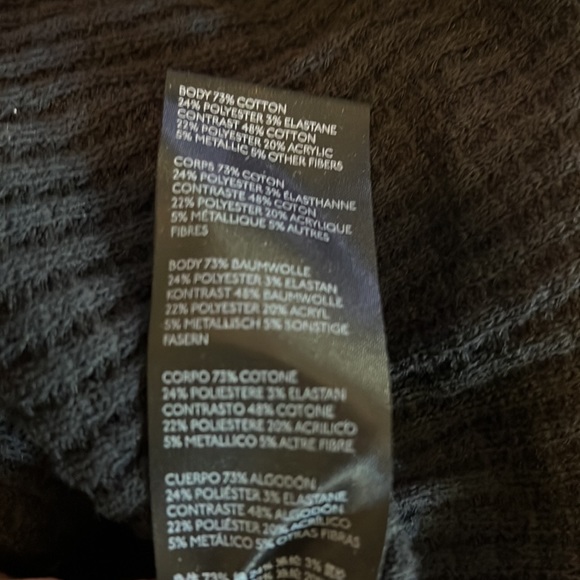 BODY 73% COTTON
24% POLYESTER 3% ELASTANE
CONTRAST 48% COTTON
22% POLYESTER 20% ACRYLIC
5% METALLIC 5% OTHER FIBERS
CORPS 73% COTON
24% POLYESTER 3% ELASTHANNE
CONTRASTE 48% COTON
22% POLYESTER 20% ACRYLIQUE
5% MÉTALLIQUE 5% AUTRES
FIBRES
BODY 73% BAUMWOLLE
24% POLYESTER 3% ELASTAN
KONTRAST 48% BAUMWOLLE
22% POLYESTER 20% ACRYL
5% METALLISCH 5% SONSTIGE
FASERN
CORPO 73% COTONE
24% POLIESTERE 3% ELASTAN
CONTRASTO 48% COTONE
22% POLIESTERE 20% ACRILICO
5% METALLICO 5% ALTRE FIBRE
CUERPO 73% ALGODÓN
24% POLIÉSTER 3% ELASTANE
CONTRASTE 48% ALGODÓN
22% POLIÉSTER 20% ACRÍLICO
5% METÁLICO 5% OTRAS FIBRAS
73% 24% 3%